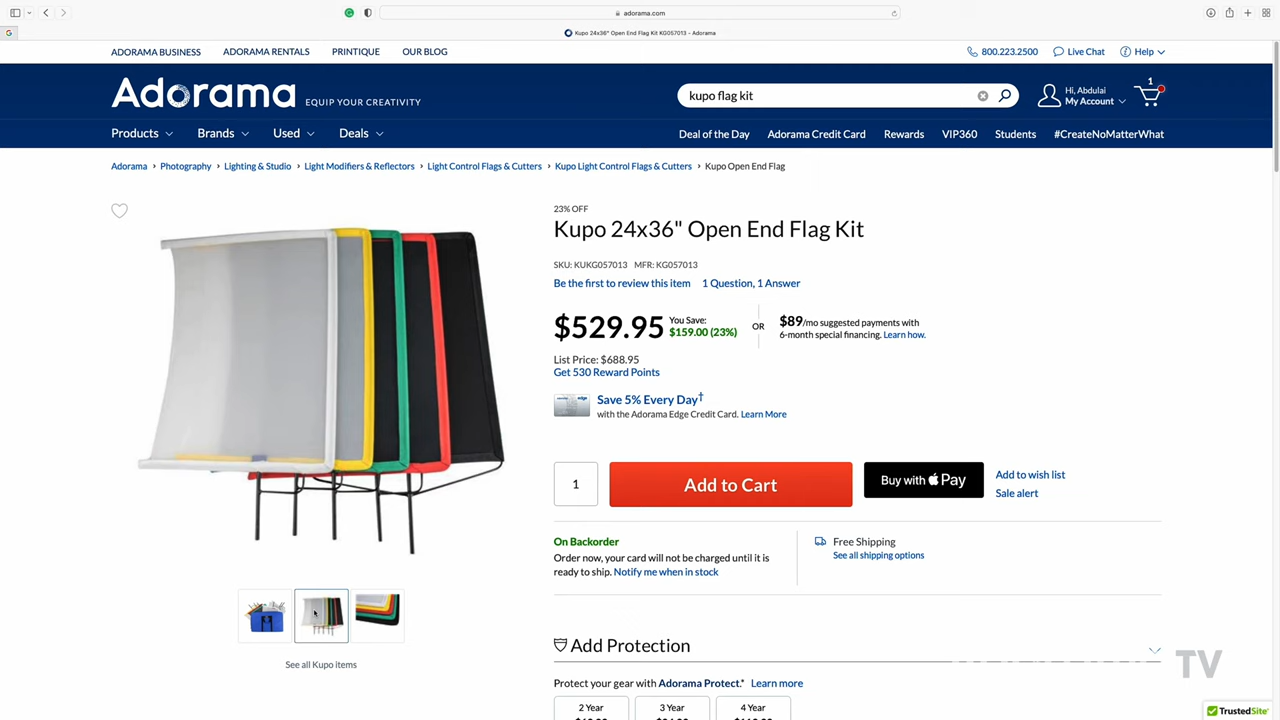 adorama.com
Kupo 24x36" Open End Flag Kit KG057013 - Adorama
ADORAMA BUSINESS ADORAMA RENTALS PRINTIQUE OUR BLOG
800.223.2500 Live Chat Help
Adorama EQUIP YOUR CREATIVITY
kupo flag kit
Hi, Abdulai
My Account
1
Products Brands Used Deals
Deal of the Day Adorama Credit Card Rewards VIP360 Students #CreateNoMatterWhat
Adorama › Photography › Lighting & Studio › Light Modifiers & Reflectors › Light Control Flags & Cutters › Kupo Light Control Flags & Cutters › Kupo Open End Flag
23% OFF
Kupo 24x36" Open End Flag Kit
SKU: KUKG057013 MFR: KG057013
Be the first to review this item 1 Question, 1 Answer
$529.95 You Save:
$159.00 (23%)
OR
$89/mo suggested payments with
6-month special financing. Learn how.
List Price: $688.95
Get 530 Reward Points
Save 5% Every Day†
with the Adorama Edge Credit Card. Learn More
1 Add to Cart Buy with Pay
Add to wish list
Sale alert
On Backorder
Order now, your card will not be charged until it is
ready to ship. Notify me when in stock
Free Shipping
See all shipping options
See all Kupo items
Add Protection
TV
Protect your gear with Adorama Protect.* Learn more
2 Year 3 Year 4 Year
TrustedSite